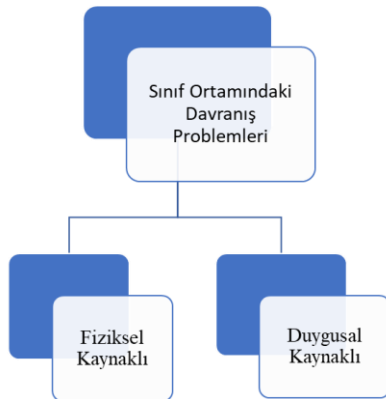 Sınıf Ortamındaki
Davranış
Problemleri
Fiziksel
Kaynaklı
Duygusal
Kaynaklı